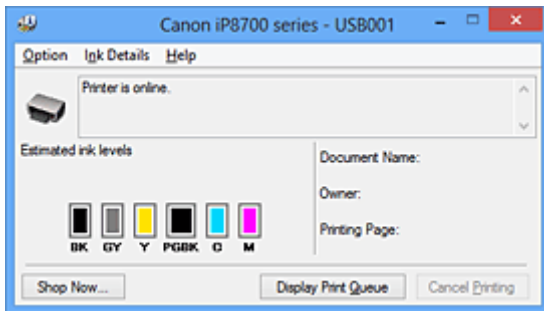 Canon iP8700 series - USB001
Option Ink Details Help
Printer is online.
Estimated ink levels
Document Name:
Owner:
Printing Page:
BK GY Y PGBK C M
Shop Now... Display Print Queue Cancel Printing